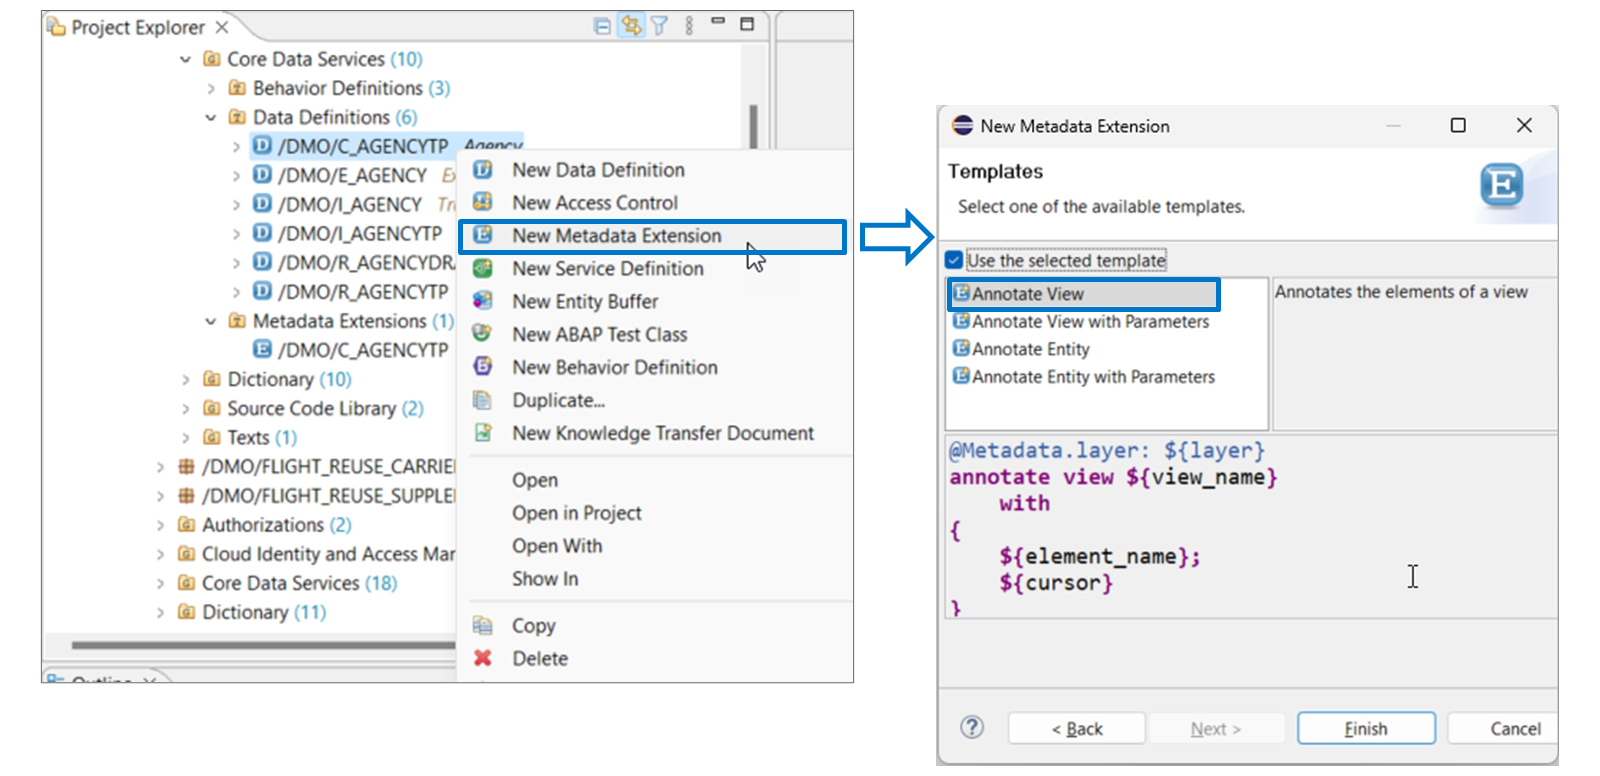 Project Explorer
Core Data Services (10)
Behavior Definitions (3)
Data Definitions (6)
/DMO/C_AGENCYTP Agency
/DMO/E_AGENCY
/DMO/I_AGENCY
/DMO/I_AGENCYTP
/DMO/R_AGENCYDRA
/DMO/R_AGENCYTP
Metadata Extensions (1)
/DMO/C_AGENCYTP
Dictionary (10)
Source Code Library (2)
Texts (1)
/DMO/FLIGHT_REUSE_CARRIE
/DMO/FLIGHT_REUSE_SUPPLE
Authorizations (2)
Cloud Identity and Access Mar
Core Data Services (18)
Dictionary (11)
Outline
New Data Definition
New Access Control
New Metadata Extension
New Service Definition
New Entity Buffer
New ABAP Test Class
New Behavior Definition
Duplicate...
New Knowledge Transfer Document
Open
Open in Project
Open With
Show In
Copy
Delete
New Metadata Extension
Templates
Select one of the available templates.
Use the selected template
Annotate View
Annotate View with Parameters
Annotate Entity
Annotate Entity with Parameters
Annotates the elements of a view
@Metadata.layer: ${layer}
annotate view ${view_name}
with
{
${element_name};
${cursor}
}
< Back
Next >
Finish
Cancel